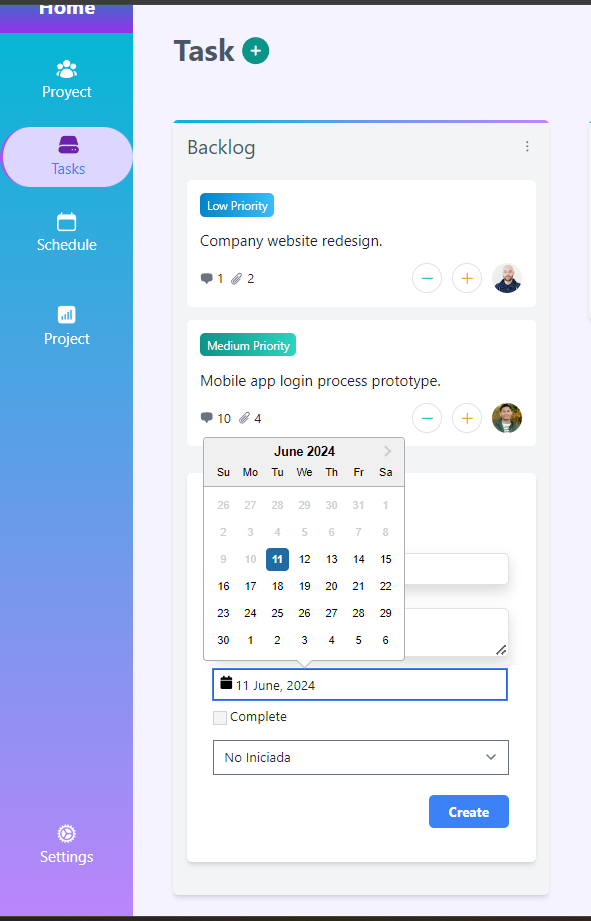 Home
Proyect
Tasks
Schedule
Project
Settings
Task
Backlog
Low Priority
Company website redesign.
1 2
Medium Priority
Mobile app login process prototype.
10 4
June 2024
Su Mo Tu We Th Fr Sa
26 27 28 29 30 31 1
2 3 4 5 6 7 8
9 10 11 12 13 14 15
16 17 18 19 20 21 22
23 24 25 26 27 28 29
30 1 2 3 4 5 6
11 June, 2024
Complete
No Iniciada
Create